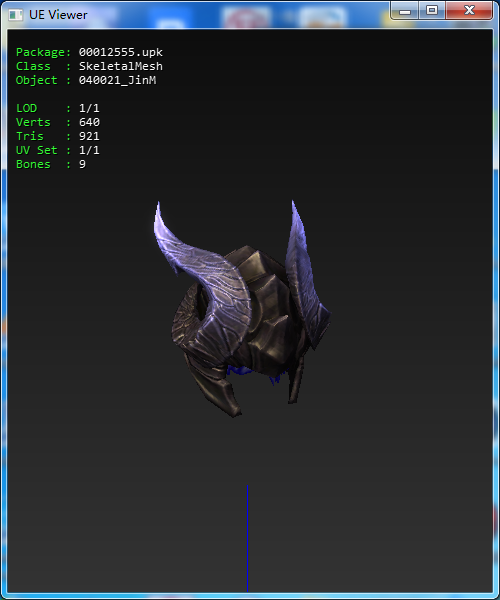 UE Viewer
Package: 00012555.upk
Class : SkeletalMesh
Object : 040021_JinM
LOD : 1/1
Verts : 640
Tris : 921
UV Set : 1/1
Bones : 9